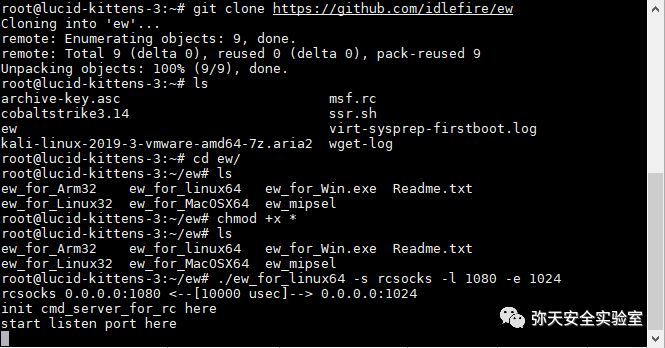 root@lucid-kittens-3:~# git clone https://github.com/idlefire/ew
Cloning into 'ew'...
remote: Enumerating objects: 9, done.
remote: Total 9 (delta 0), reused 0 (delta 0), pack-reused 9
Unpacking objects: 100% (9/9), done.
root@lucid-kittens-3:~# ls
archive-key.asc                          msf.rc
cobaltstrike3.14                         ssr.sh
ew                                       virt-sysprep-firstboot.log
kali-linux-2019-3-vmware-amd64-7z.aria2  wget-log
root@lucid-kittens-3:~# cd ew/
root@lucid-kittens-3:~/ew# ls
ew_for_Arm32    ew_for_linux64   ew_for_Win.exe  Readme.txt
ew_for_Linux32  ew_for_MacOSX64  ew_mipsel
root@lucid-kittens-3:~/ew# chmod +x *
root@lucid-kittens-3:~/ew# ls
ew_for_Arm32    ew_for_linux64   ew_for_Win.exe  Readme.txt
ew_for_Linux32  ew_for_MacOSX64  ew_mipsel
root@lucid-kittens-3:~/ew# ./ew_for_linux64 -s rcsocks -l 1080 -e 1024
rcsocks 0.0.0.0:1080 <--[10000 usec]--> 0.0.0.0:1024
init cmd_server_for_rc here
start listen port here
弥天安全实验室